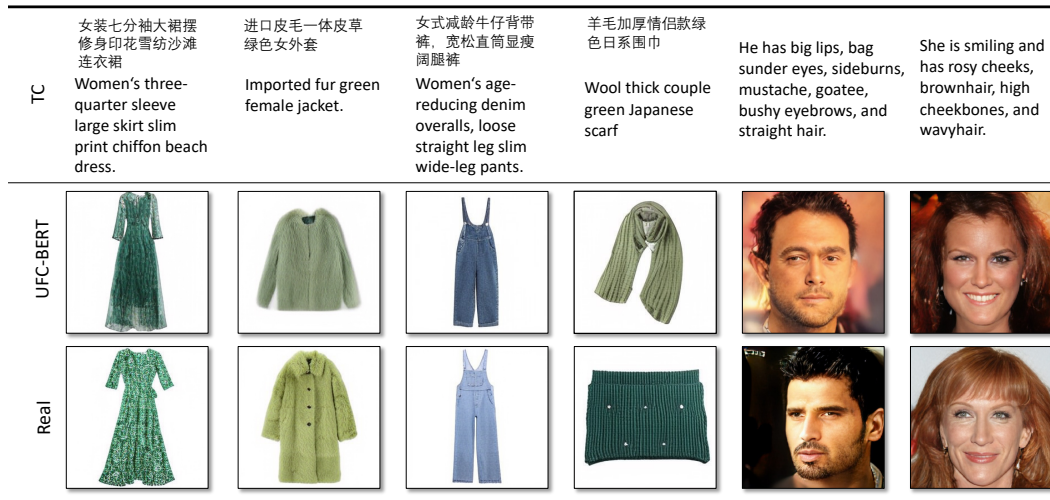 TC
女装七分袖大裙摆
修身印花雪纺沙滩
连衣裙
Women's three-
quarter sleeve
large skirt slim
print chiffon beach
dress.
进口皮毛一体皮草
绿色女外套
Imported fur green
female jacket.
女式减龄牛仔背带
裤，宽松直筒显瘦
阔腿裤
Women's age-
reducing denim
overalls, loose
straight leg slim
wide-leg pants.
羊毛加厚情侣款绿
色日系围巾
Wool thick couple
green Japanese
scarf
He has big lips, bag
sunder eyes, sideburns,
mustache, goatee,
bushy eyebrows, and
straight hair.
She is smiling and
has rosy cheeks,
brownhair, high
cheekbones, and
wavyhair.
UFC-BERT
Real